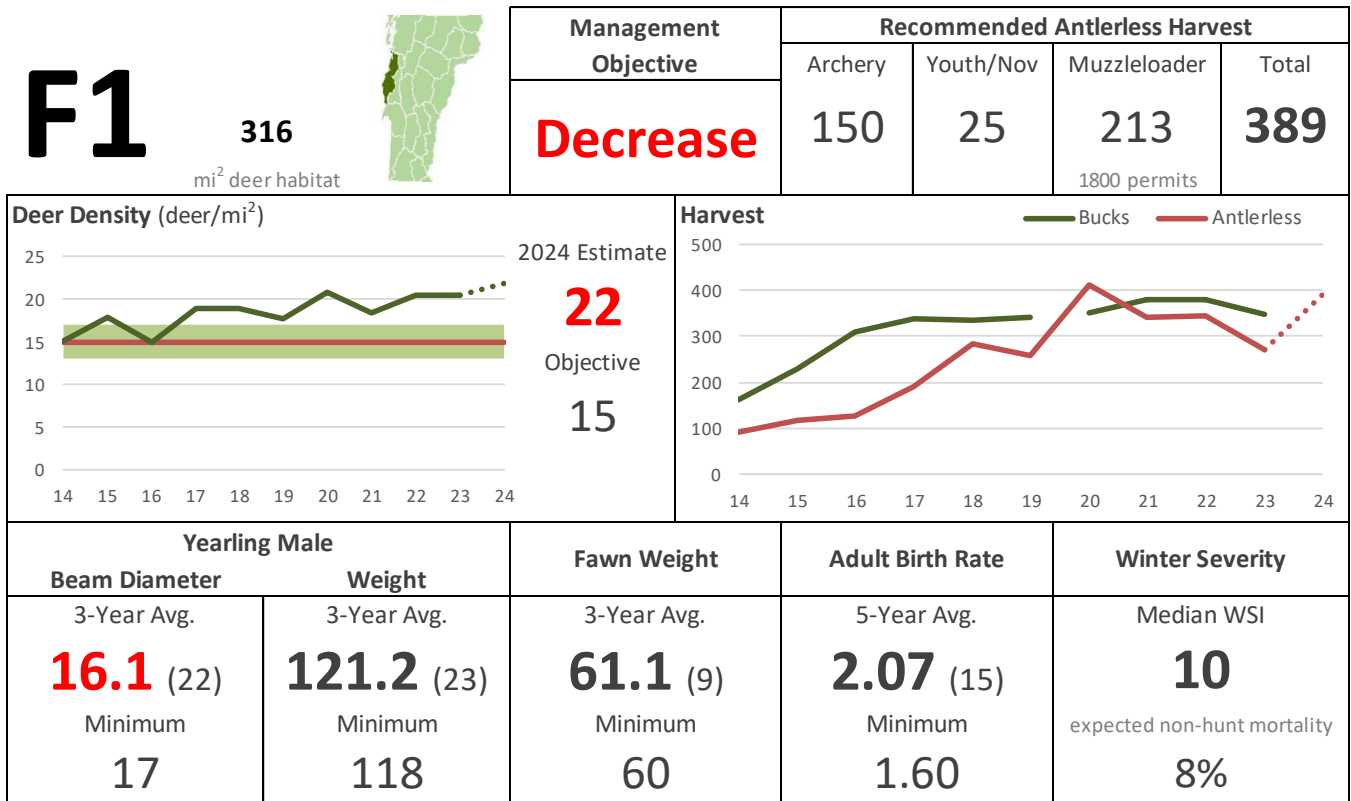 F1
316
mi² deer habitat
Management
Objective
Decrease
Recommended Antlerless Harvest
Archery Youth/Nov Muzzleloader Total
150 25 213 389
1800 permits
Deer Density (deer/mi²)
25
20
15
10
5
0
14 15 16 17 18 19 20 21 22 23 24
2024 Estimate
22
Objective
15
Harvest
Bucks Antlerless
500
400
300
200
100
0
14 15 16 17 18 19 20 21 22 23 24
Yearling Male
Beam Diameter Weight
Fawn Weight
Adult Birth Rate
Winter Severity
3-Year Avg. 3-Year Avg. 3-Year Avg. 5-Year Avg. Median WSI
16.1 (22) 121.2 (23) 61.1 (9) 2.07 (15) 10
Minimum Minimum Minimum Minimum expected non-hunt mortality
17 118 60 1.60 8%